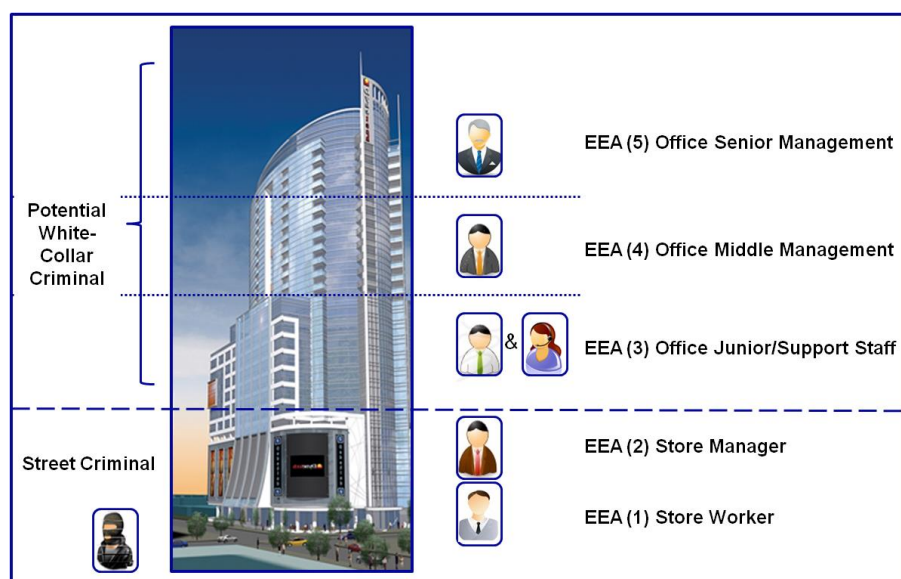 EEA (5) Office Senior Management
Potential
White-
Collar
Criminal
EEA (4) Office Middle Management
&
EEA (3) Office Junior/Support Staff
EEA (2) Store Manager
Street Criminal
EEA (1) Store Worker